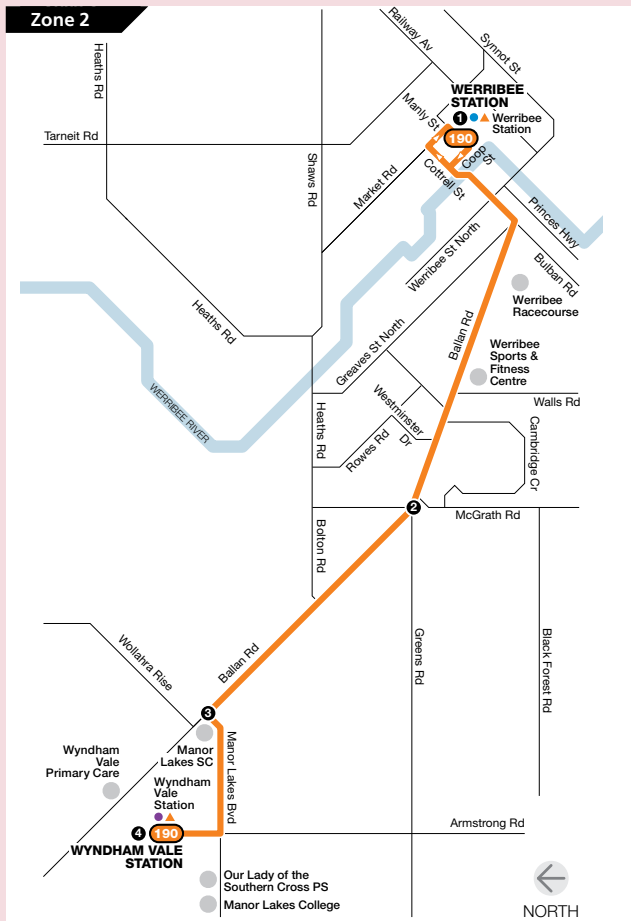 Zone 2
Heaths Rd
Railway Av
Synnot St
WERRIBEE
STATION
1
Werribee
Station
Manly St
190
Coop St
Tarneit Rd
Shaws Rd
Market Rd
Cottrell St
Princes Hwy
Werribee St North
Bulban Rd
Werribee
Racecourse
Heaths Rd
Ballan Rd
Greaves St North
Werribee
Sports &
Fitness
Centre
WERRIBEE RIVER
Westminster
Dr
Walls Rd
Heaths Rd
Rowes Rd
Cambridge Cr
2
McGrath Rd
Bolton Rd
Wollahra Rise
Ballan Rd
Greens Rd
Black Forest Rd
3
Manor
Lakes SC
Manor Lakes Bvd
Wyndham
Vale
Primary Care
Wyndham
Vale
Station
4
190
WYNDHAM VALE
STATION
Armstrong Rd
Our Lady of the
Southern Cross PS
Manor Lakes College
NORTH